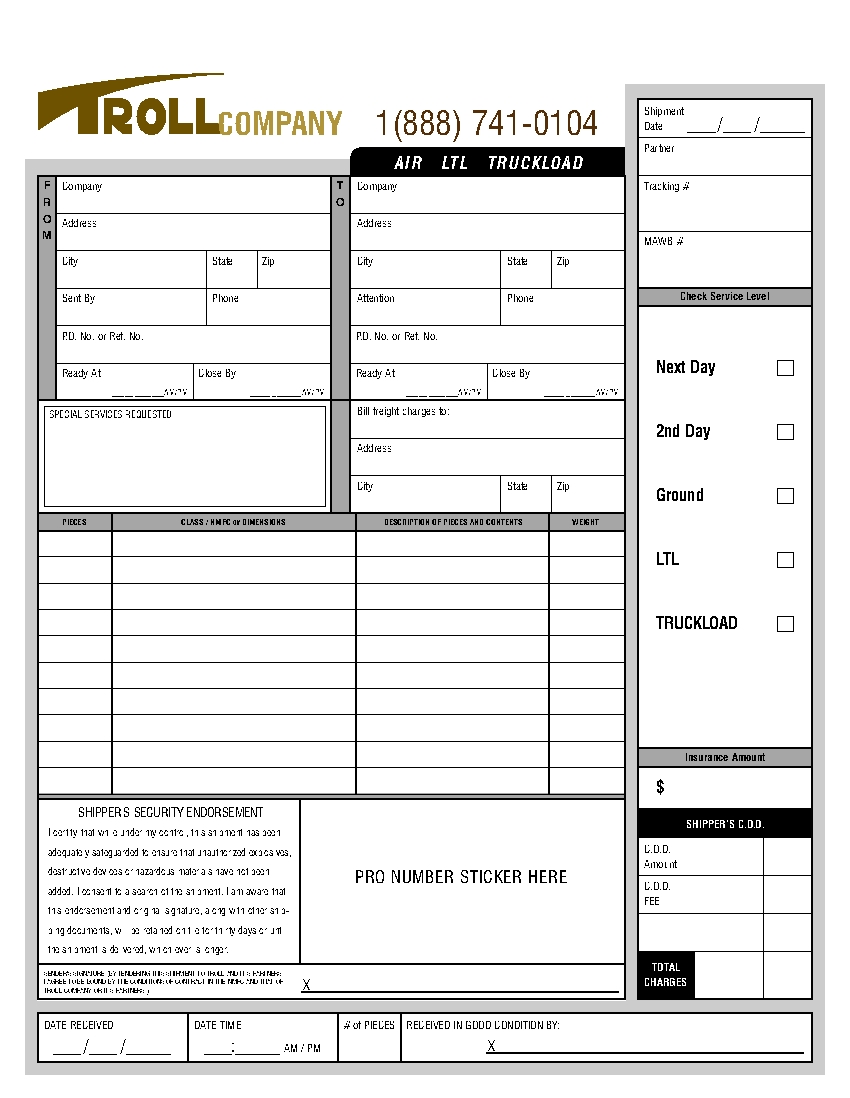 TROLL COMPANY 1(888) 741-0104
AIR LTL TRUCKLOAD
Shipment
Date ____/____/______
Partner
Tracking #
MAWB #
FROM
Company
Address
City State Zip
Sent By Phone
P.O. No. or Ref. No.
Ready At Close By
AM/PM AM/PM
TO
Company
Address
City State Zip
Attention Phone
P.O. No. or Ref. No.
Ready At Close By
AM/PM AM/PM
SPECIAL SERVICES REQUESTED
Bill freight charges to:
Address
City State Zip
Check Service Level
Next Day
2nd Day
Ground
LTL
TRUCKLOAD
PIECES CLASS / NMFC or DIMENSIONS DESCRIPTION OF PIECES AND CONTENTS WEIGHT
Insurance Amount
$
SHIPPER'S C.O.D.
C.O.D.
Amount
C.O.D.
FEE
TOTAL
CHARGES
SHIPPER'S SECURITY ENDORSEMENT
I certify that while under my control, this shipment has been
adequately safeguarded to ensure that unauthorized explosives,
destructive devices or hazardous materials have not been
added. I consent to a search of the shipment. I am aware that
this endorsement and original signature, along with other ship-
ping documents, will be retained on file for thirty days or until
the shipment is delivered, whichever is longer.
PRO NUMBER STICKER HERE
SENDER'S SIGNATURE (BY TENDERING THIS SHIPMENT TO TROLL AND ITS PARTNERS
I AGREE TO BE BOUND BY THE CONDITIONS OF CONTRACT IN THE NMFC AND THAT OF
TROLL COMPANY OR ITS PARTNERS.)
X
DATE RECEIVED DATE TIME # of PIECES RECEIVED IN GOOD CONDITION BY:
____/____/______ ____:______ AM / PM X